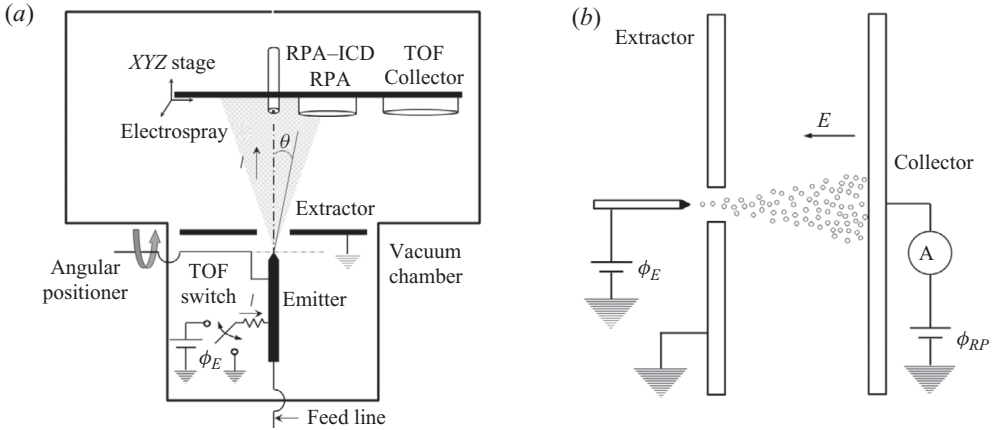 (a)
RPA–ICD
RPA
TOF
Collector
XYZ stage
Electrospray
θ
I
Extractor
Angular
positioner
TOF
switch
I
Emitter
Vacuum
chamber
ϕE
Feed line
(b)
Extractor
E
Collector
A
ϕE
ϕRP